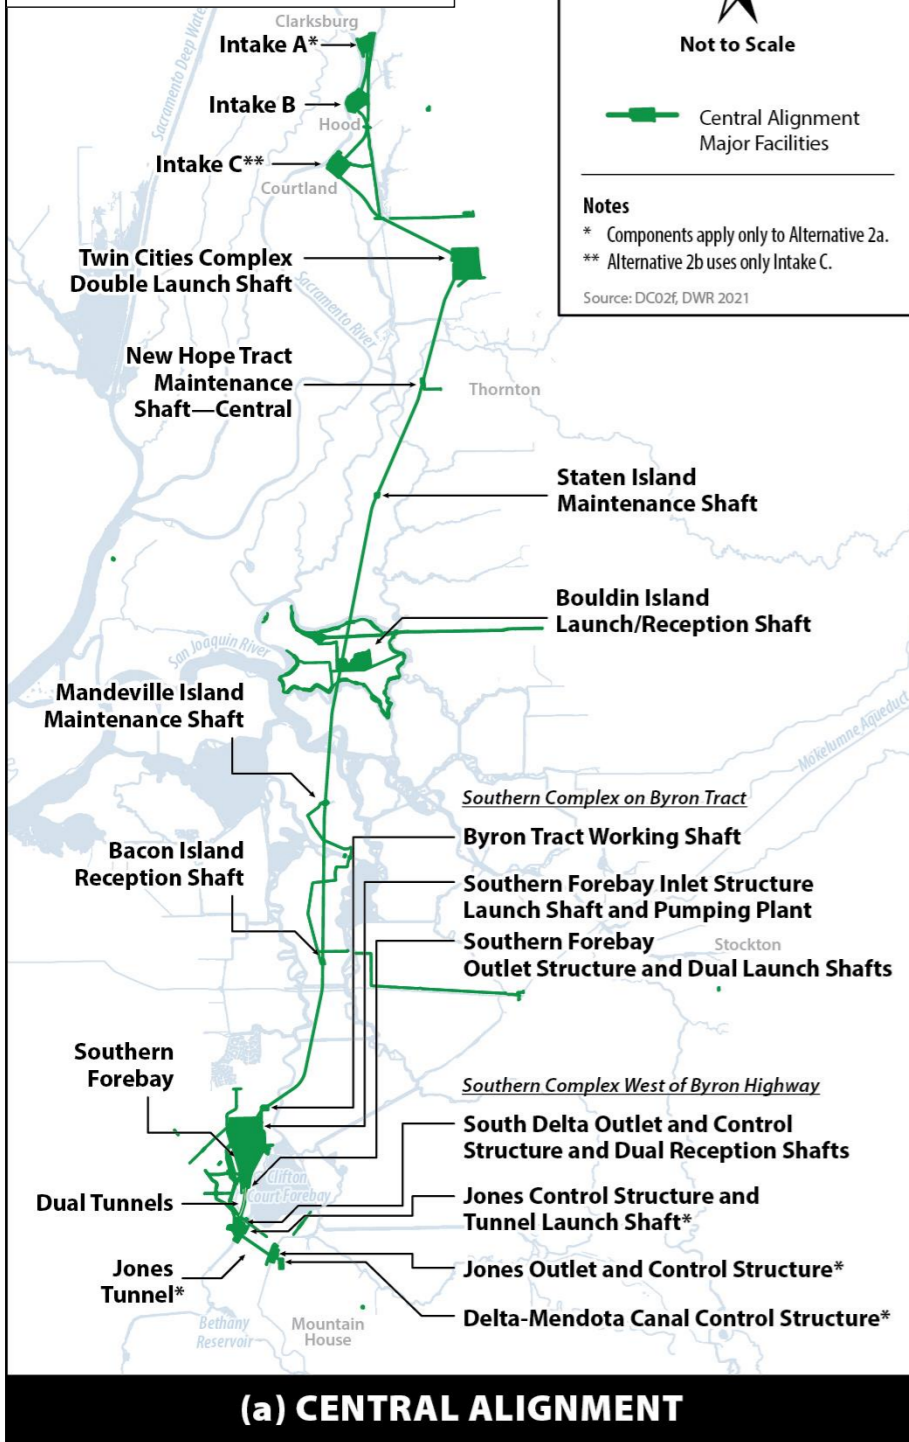 Clarksburg
Intake A*
Intake B
Hood
Intake C**
Courtland
Sacramento Deep Water
Not to Scale
Central Alignment
Major Facilities
Notes
* Components apply only to Alternative 2a.
** Alternative 2b uses only Intake C.
Source: DC02f, DWR 2021
Twin Cities Complex
Double Launch Shaft
Sacramento River
New Hope Tract
Maintenance
Shaft—Central
Thornton
Staten Island
Maintenance Shaft
Bouldin Island
Launch/Reception Shaft
San Joaquin River
Mandeville Island
Maintenance Shaft
Mokelumne Aqueduct
Bacon Island
Reception Shaft
Southern Complex on Byron Tract
Byron Tract Working Shaft
Southern Forebay Inlet Structure
Launch Shaft and Pumping Plant
Southern Forebay
Outlet Structure and Dual Launch Shafts
Stockton
Southern
Forebay
Southern Complex West of Byron Highway
South Delta Outlet and Control
Structure and Dual Reception Shafts
Clifton
Court Forebay
Dual Tunnels
Jones Control Structure and
Tunnel Launch Shaft*
Jones
Tunnel*
Jones Outlet and Control Structure*
Delta-Mendota Canal Control Structure*
Bethany
Reservoir
Mountain
House
(a) CENTRAL ALIGNMENT